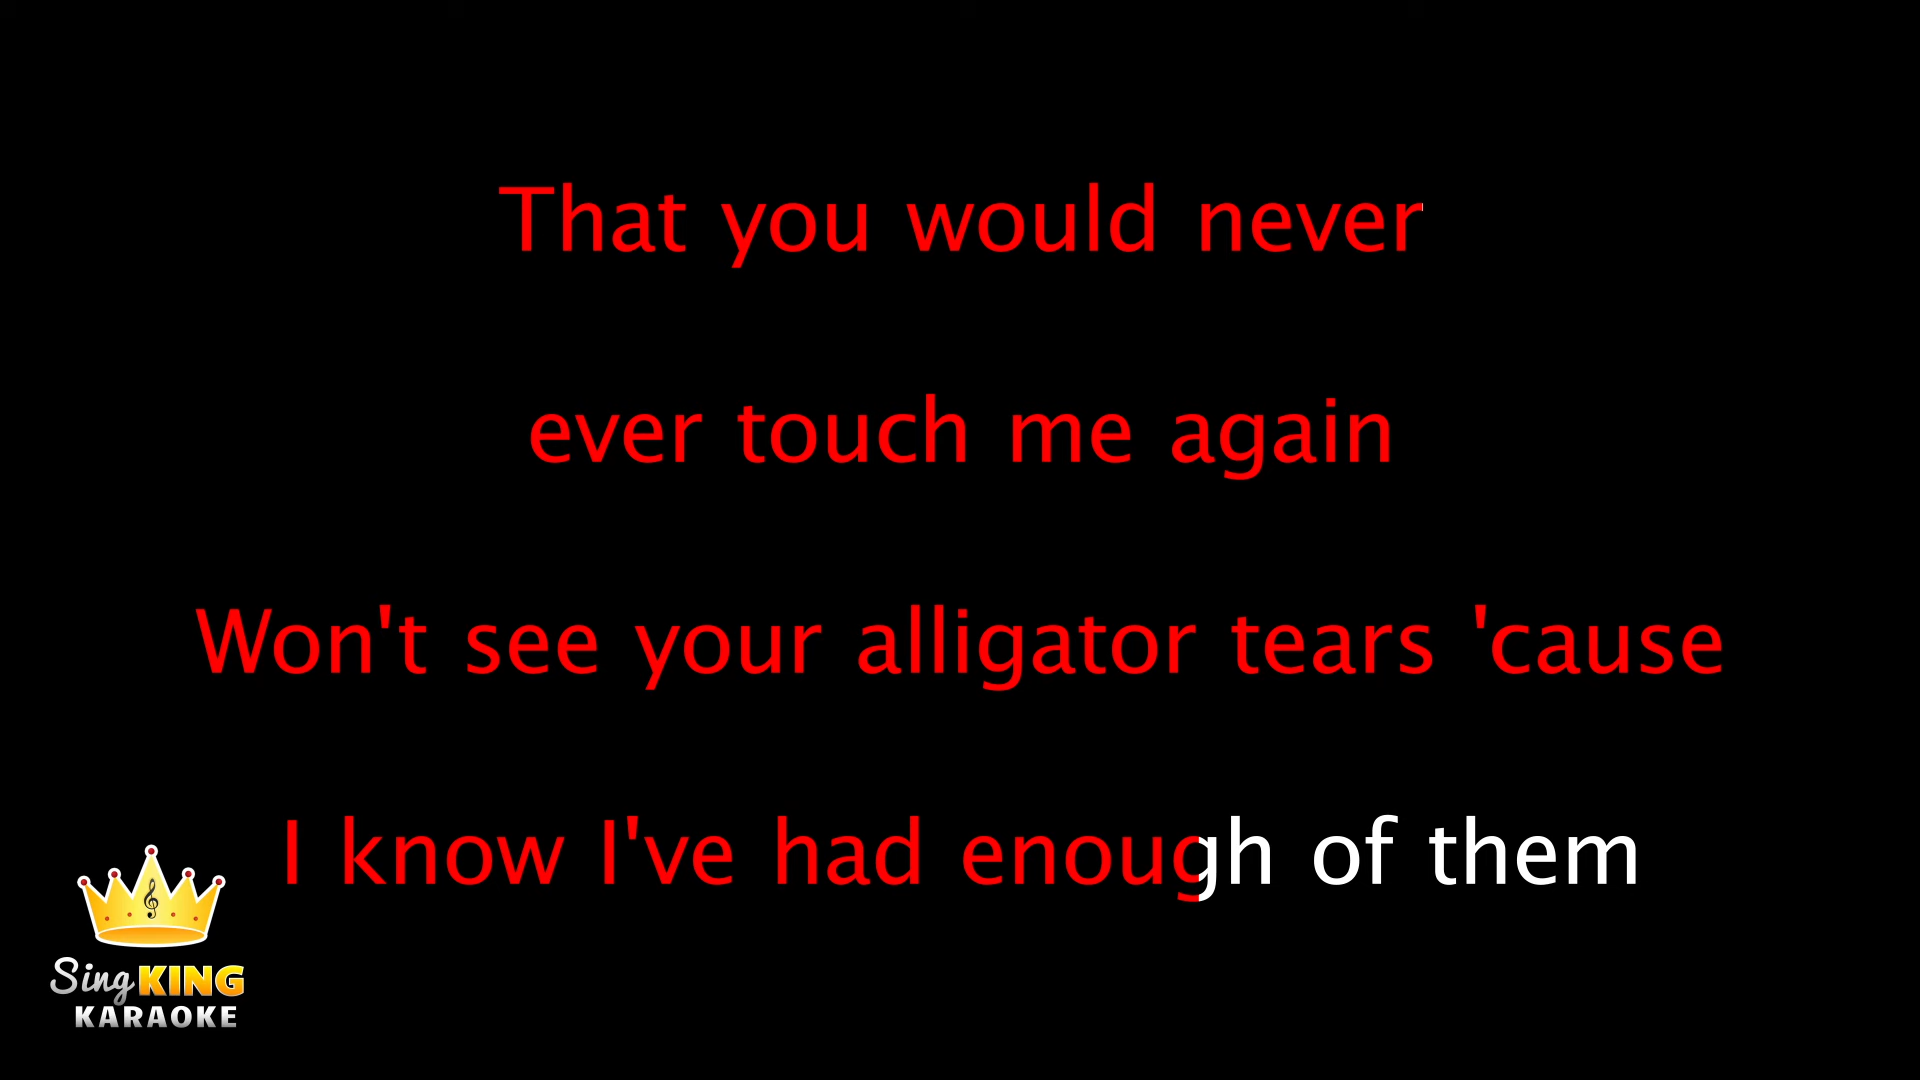 That you would never
ever touch me again
Won't see your alligator tears 'cause
I know I've had enough of them
Sing KING
KARAOKE